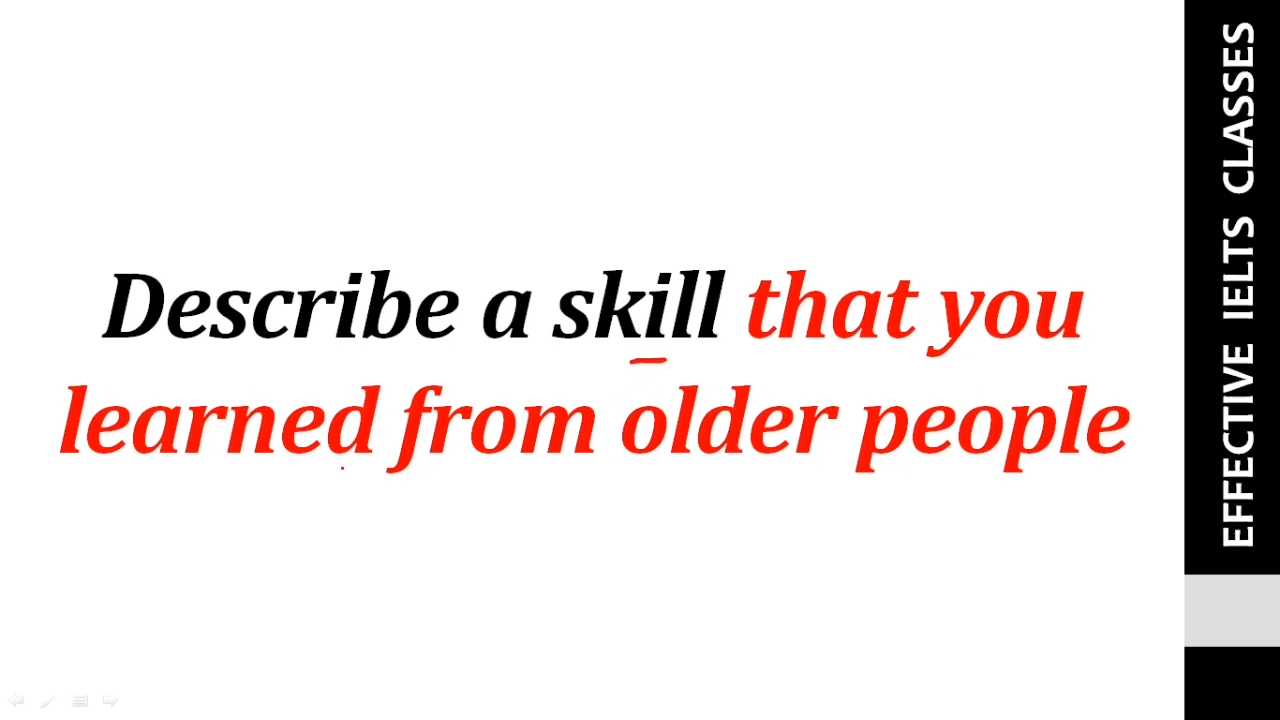 Describe a skill that you
learned from older people
EFFECTIVE IELTS CLASSES